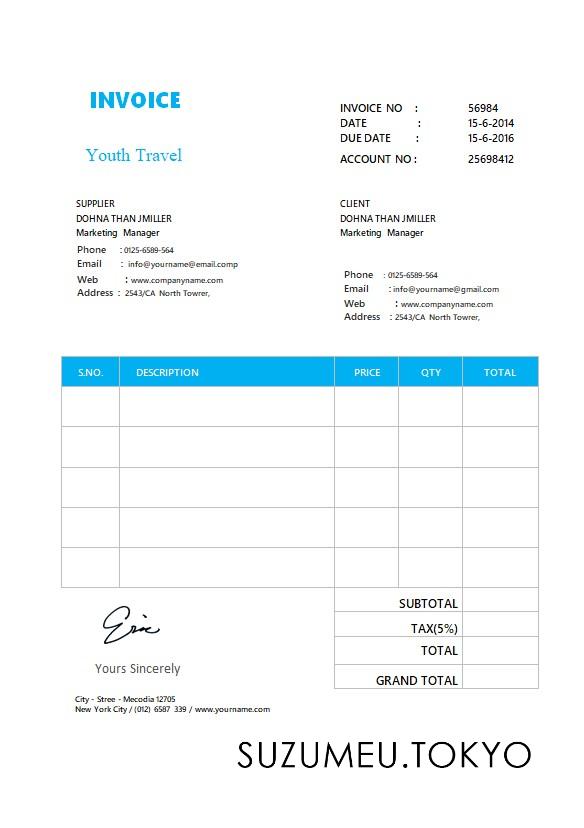 INVOICE
Youth Travel
INVOICE NO : 56984
DATE : 15-6-2014
DUE DATE : 15-6-2016
ACCOUNT NO : 25698412
SUPPLIER
DOHNA THAN JMILLER
Marketing Manager
Phone : 0125-6589-564
Email : info@yourname@email.comp
Web : www.companyname.com
Address : 2543/CA North Towrer,
CLIENT
DOHNA THAN JMILLER
Marketing Manager
Phone : 0125-6589-564
Email : info@yourname@gmail.com
Web : www.companyname.com
Address : 2543/CA North Towrer,
S.NO. DESCRIPTION PRICE QTY TOTAL
SUBTOTAL
TAX(5%)
TOTAL
GRAND TOTAL
Eric
Yours Sincerely
City - Stree - Mecodia 12705
New York City / (012) 6587 339 / www.yourname.com
SUZUMEU.TOKYO